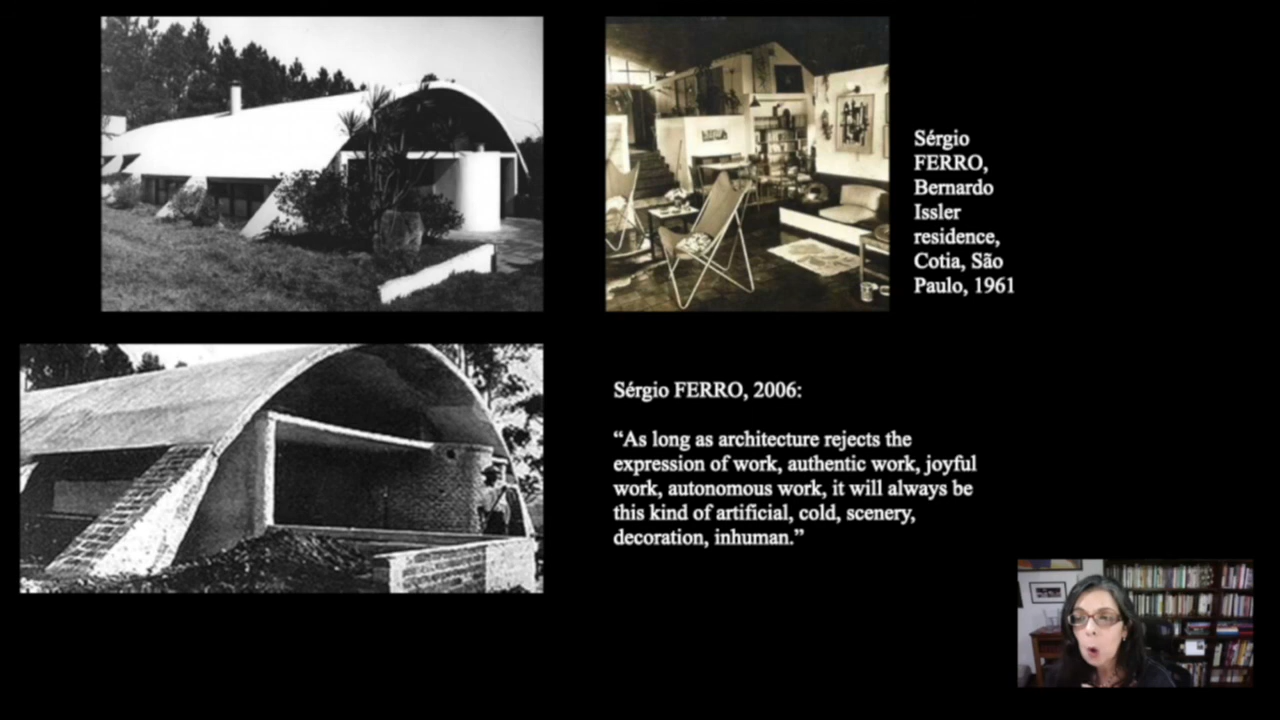 Sérgio
FERRO,
Bernardo
Issler
residence,
Cotia, São
Paulo, 1961
Sérgio FERRO, 2006:
“As long as architecture rejects the
expression of work, authentic work, joyful
work, autonomous work, it will always be
this kind of artificial, cold, scenery,
decoration, inhuman.”